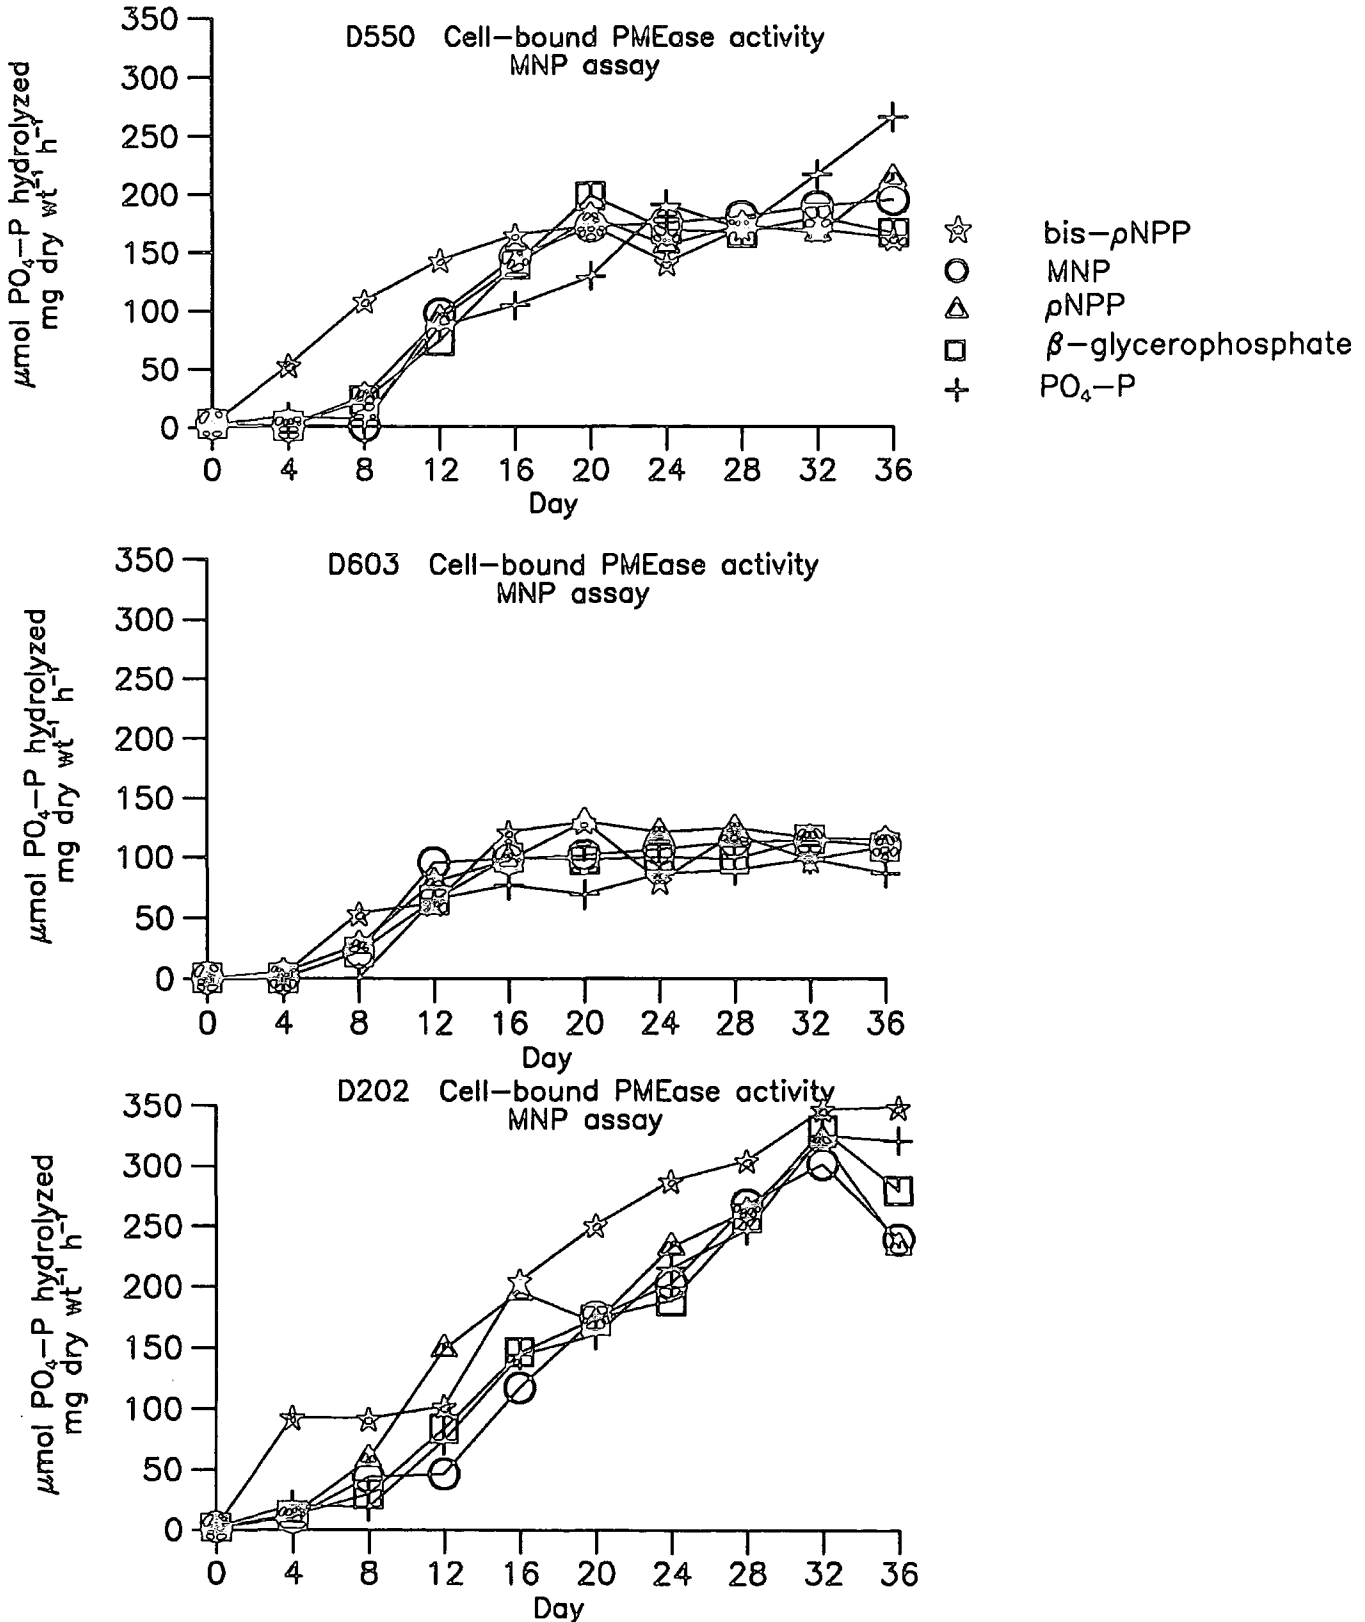 D550 Cell-bound PMEase activity
MNP assay
μmol PO₄-P hydrolyzed
mg dry wt⁻¹ h⁻¹
350
300
250
200
150
100
50
0
0 4 8 12 16 20 24 28 32 36
Day
bis-ρNPP
MNP
ρNPP
β-glycerophosphate
PO₄-P
D603 Cell-bound PMEase activity
MNP assay
μmol PO₄-P hydrolyzed
mg dry wt⁻¹ h⁻¹
350
300
250
200
150
100
50
0
0 4 8 12 16 20 24 28 32 36
Day
D202 Cell-bound PMEase activity
MNP assay
μmol PO₄-P hydrolyzed
mg dry wt⁻¹ h⁻¹
350
300
250
200
150
100
50
0
0 4 8 12 16 20 24 28 32 36
Day